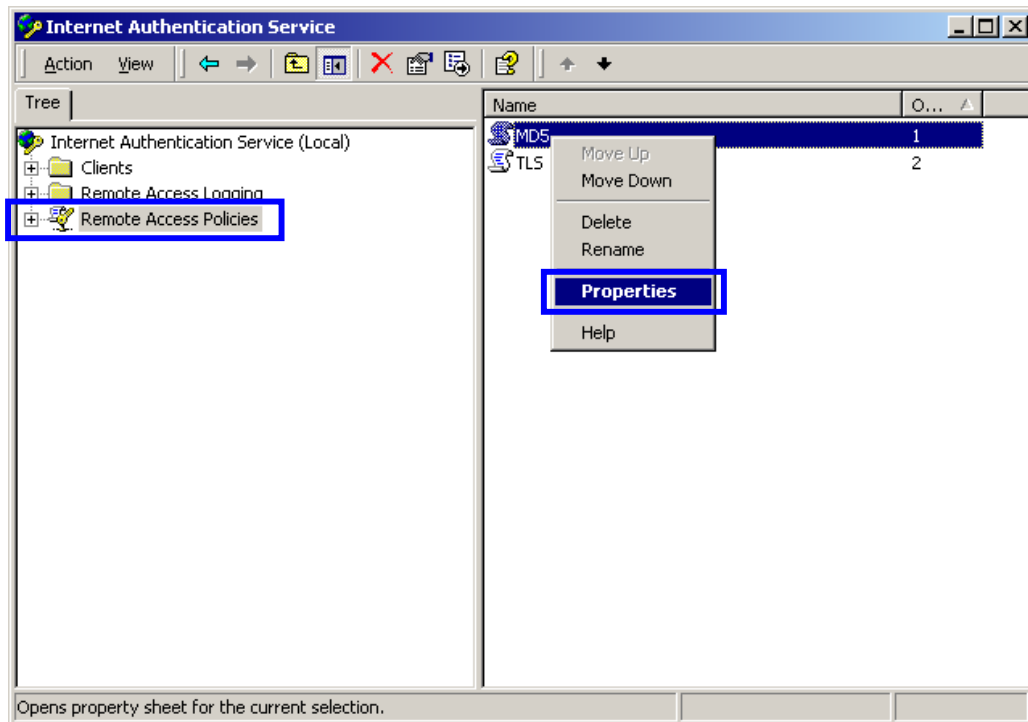 Internet Authentication Service
Action View
Tree
Name O...
Internet Authentication Service (Local)
Clients
Remote Access Logging
Remote Access Policies
MD5 1
TLS 2
Move Up
Move Down
Delete
Rename
Properties
Help
Opens property sheet for the current selection.